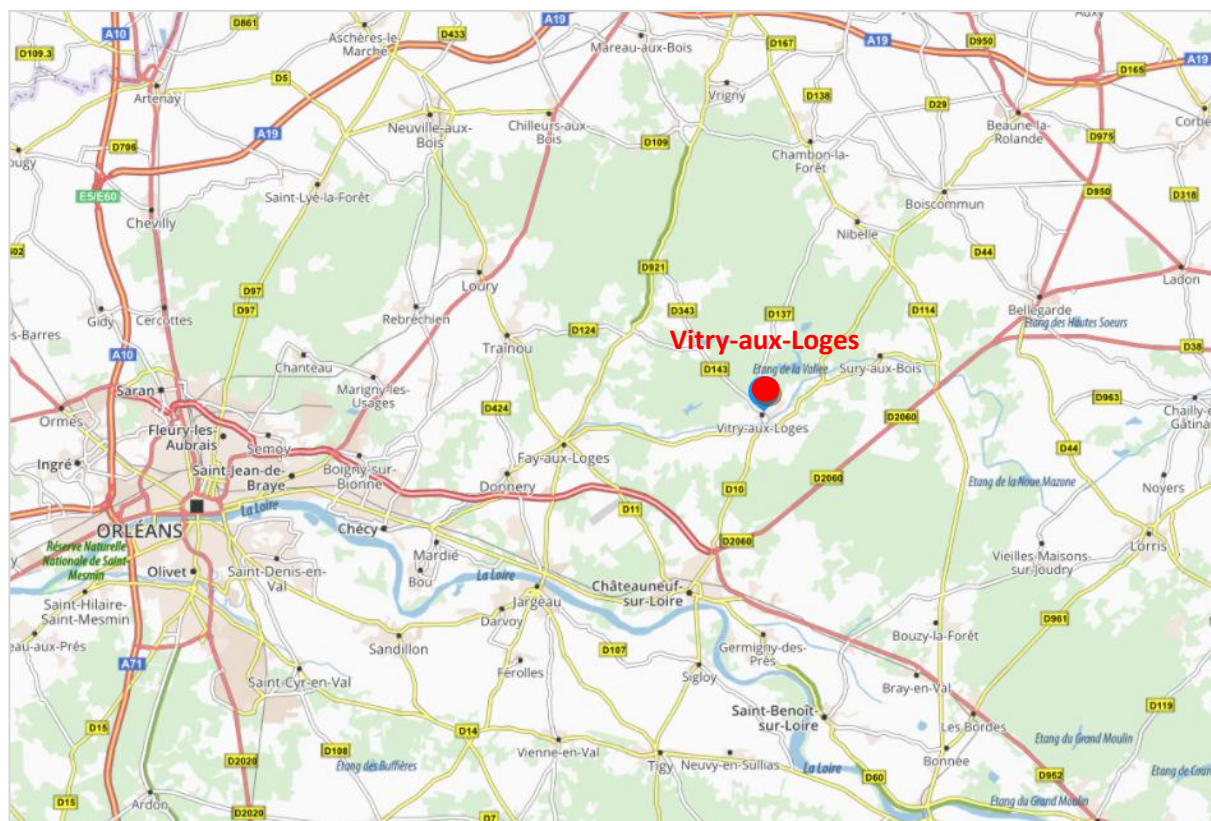 D861
A10
D433
A19
Aschères-le-
Marché
Mareau-aux-Bois
D167
A19
D950
D109.3
D165
A19
D5
Artenay
Vrigny
D138
D29
Neuville-aux-
Bois
Chilleurs-aux-
Bois
Beaune-la-
Rolande
A19
D109
D975
Chambon-la-
Forêt
E5/E60
Saint-Lyé-la-Forêt
D950
D318
Boiscommun
Chevilly
Nibelle
D44
D921
Ladon
Loury
D97
D97
D343
D137
D114
Bellegarde
Gidy
Cercottes
Rebréchien
D124
Etang des Hautes Soeurs
s-Barres
Traînou
Vitry-aux-Loges
D38
A10
Chanteau
D143
Etang de la Vallee
Sury-aux-Bois
Saran
Marigny-les-
Usages
D424
D2060
D963
Ormes
Vitry-aux-Loges
Fleury-les-
Aubrais
Semoy
Fay-aux-Loges
D44
Ingré
Saint-Jean-de-
Braye
Boigny-sur-
Bionne
Donnery
D2060
D10
Etang de la Noue Mazone
Noyers
La Loire
D11
ORLÉANS
Chécy
D2060
Lorris
Réserve Naturelle
Nationale de Saint-
Mesmin
Mardié
Vieilles-Maisons-
sur-Joudry
Olivet
Saint-Denis-en-
Val
Bou
La Loire
Châteauneuf-
sur-Loire
Saint-Hilaire-
Saint-Mesmin
Jargeau
Darvoy
D961
Bouzy-la-Forêt
Sandillon
D107
Germigny-des-
Prés
A71
Férolles
Sigloy
Saint-Cyr-en-Val
Bray-en-Val
Saint-Benoît-
sur-Loire
D119
D15
D14
Les Bordes
D108
Vienne-en-Val
Etang du Grand Moulin
Etang des Buffières
Tigy
Neuvy-en-Sullias
Bonnée
D2020
La Loire
D60
D952
D15
Ardon
D2020
D7
Etang du Grand Moulin